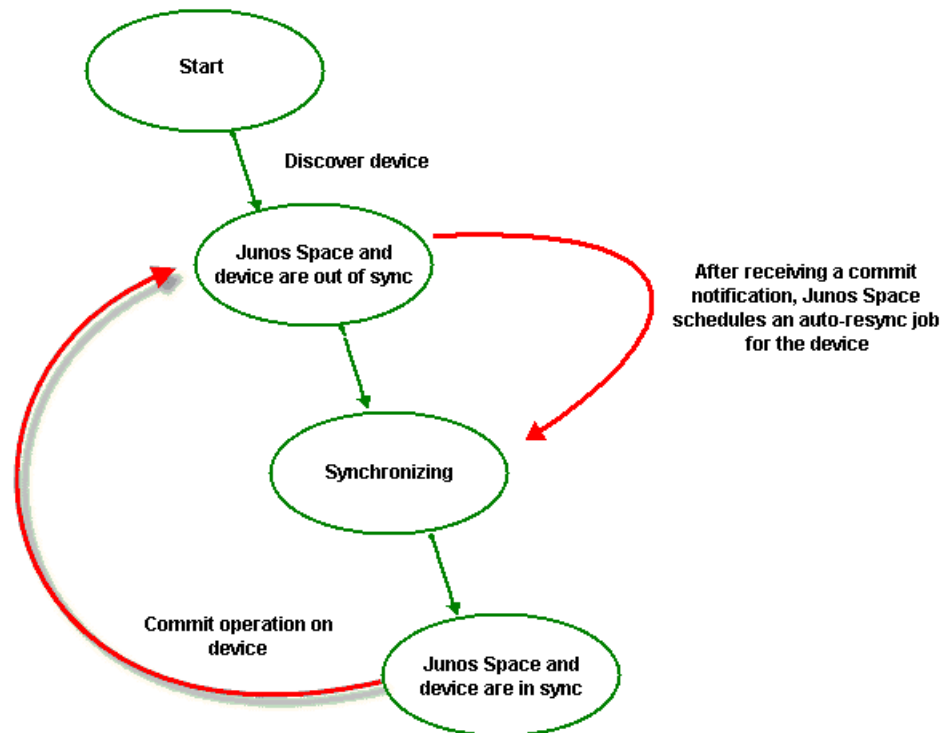 Start
Discover device
Junos Space and
device are out of sync
After receiving a commit
notification, Junos Space
schedules an auto-resync job
for the device
Synchronizing
Commit operation on
device
Junos Space and
device are in sync